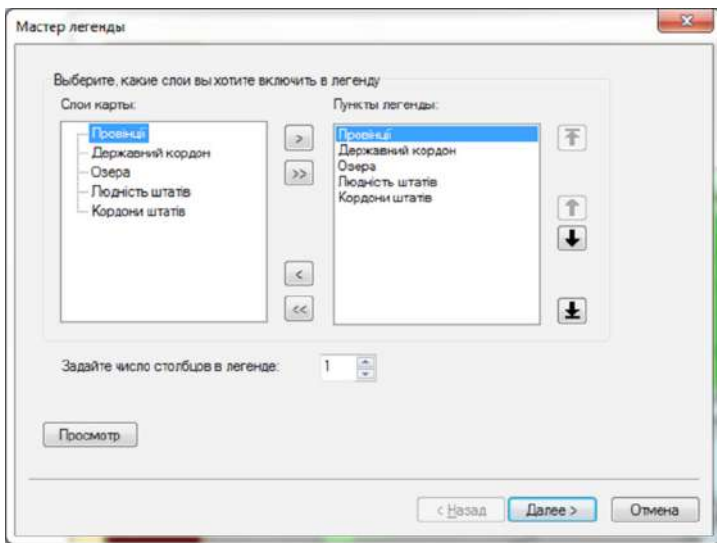 Мастер легенды
Выберите, какие слои вы хотите включить в легенду
Слои карты:
Провінції
Державний кордон
Озера
Людність штатів
Кордони штатів
>
>>
<
<<
Пункты легенды:
Провінції
Державний кордон
Озера
Людність штатів
Кордони штатів
Задайте число столбцов в легенде:
1
Просмотр
< Назад
Далее >
Отмена